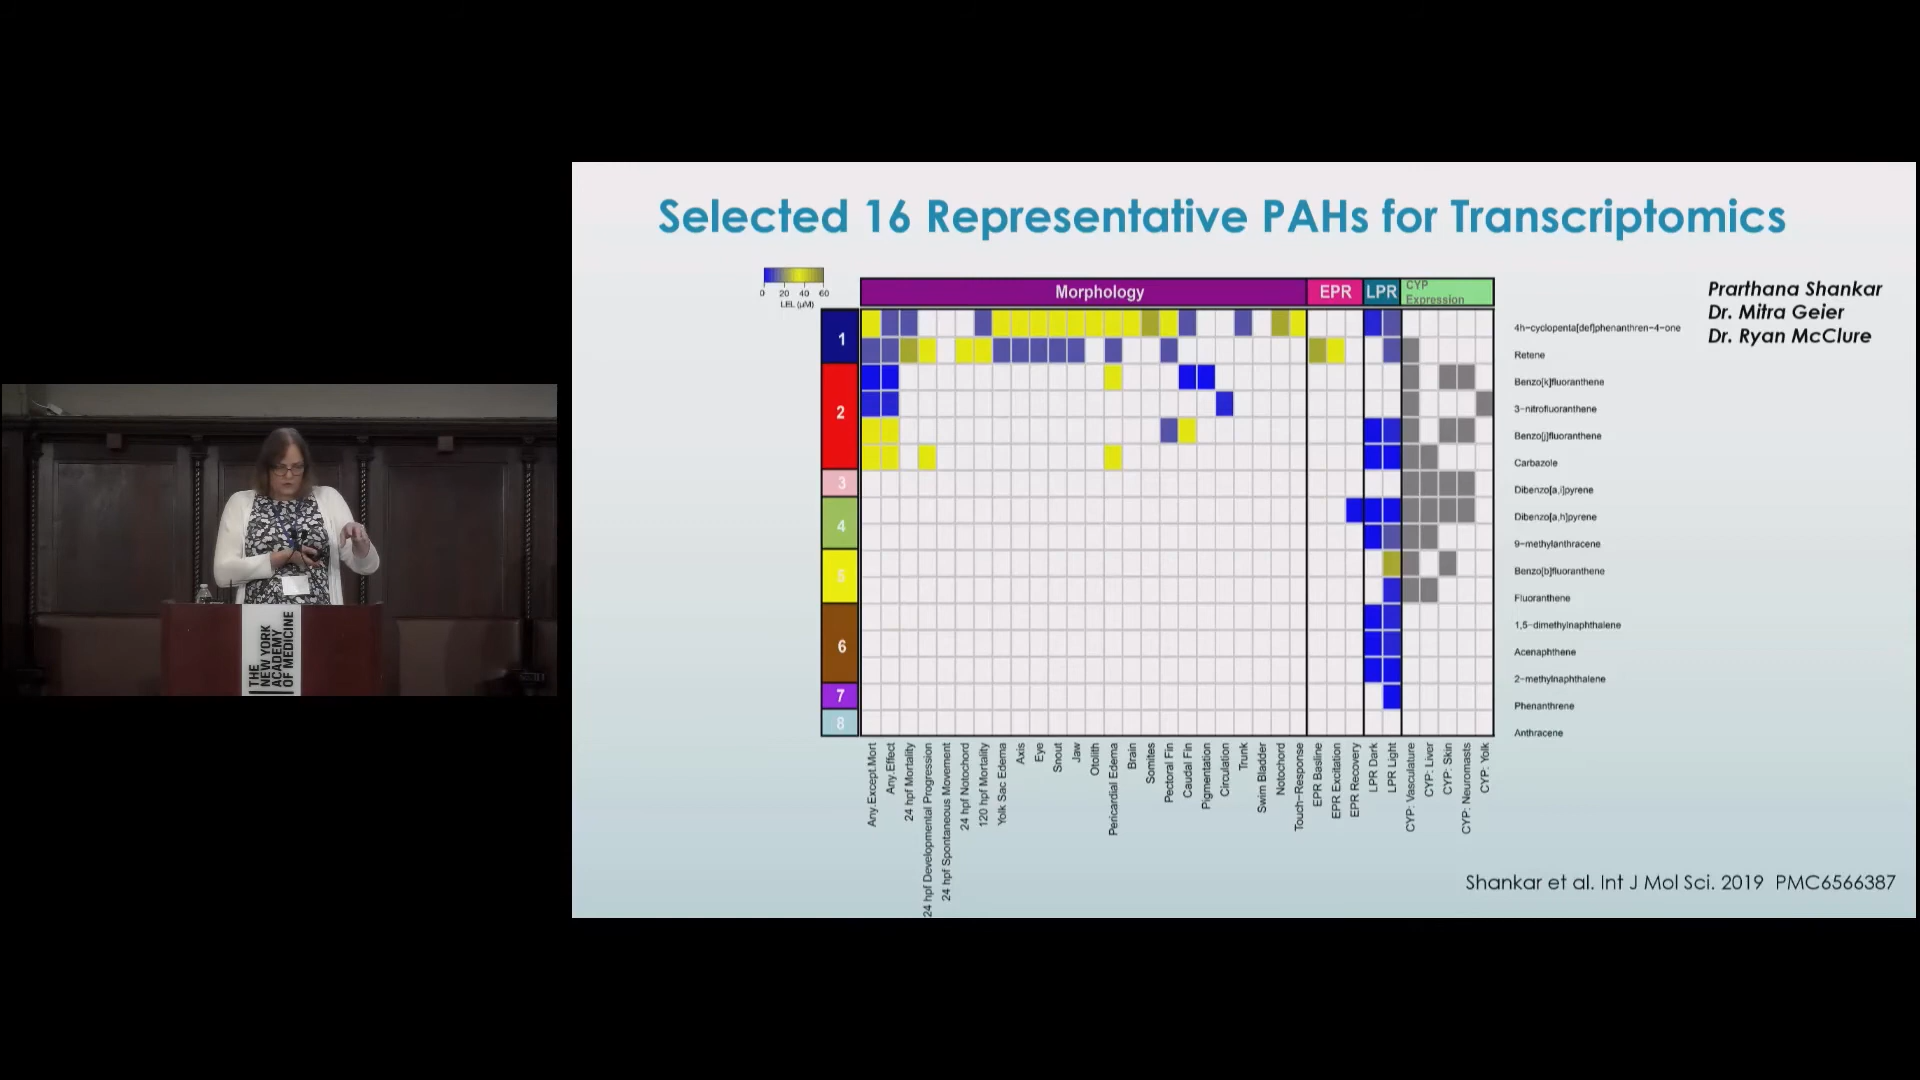 Selected 16 Representative PAHs for Transcriptomics
0 20 40 60
LEL (µM)
Morphology
EPR
LPR
CYP
Expression
Prarthana Shankar
Dr. Mitra Geier
Dr. Ryan McClure
1
2
3
4
5
6
7
8
4h-cyclopenta[def]phenanthren-4-one
Retene
Benzo[k]fluoranthene
3-nitrofluoranthene
Benzo[j]fluoranthene
Carbazole
Dibenzo[a,i]pyrene
Dibenzo[a,h]pyrene
9-methylanthracene
Benzo[b]fluoranthene
Fluoranthene
1,5-dimethylnaphthalene
Acenaphthene
2-methylnaphthalene
Phenanthrene
Anthracene
Any.Except.Mort
Any.Effect
24 hpf Mortality
24 hpf Developmental Progression
24 hpf Spontaneous Movement
24 hpf Notochord
120 hpf Mortality
Yolk Sac Edema
Axis
Eye
Snout
Jaw
Otolith
Pericardial Edema
Brain
Somites
Pectoral Fin
Caudal Fin
Pigmentation
Circulation
Trunk
Swim Bladder
Notochord
Touch-Response
EPR Basline
EPR Excitation
EPR Recovery
LPR Dark
LPR Light
CYP: Vasculature
CYP: Liver
CYP: Skin
CYP: Neuromasts
CYP: Yolk
Shankar et al. Int J Mol Sci. 2019 PMC6566387
THE
NEW YORK
ACADEMY
OF MEDICINE